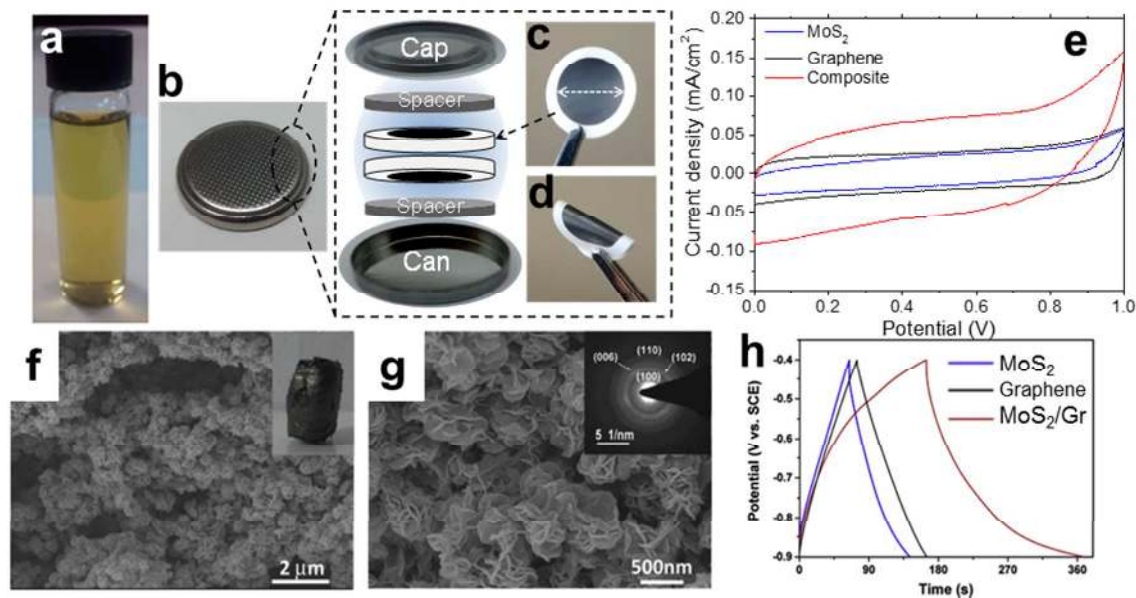 a
b
Cap
Spacer
Spacer
Can
c
d
e
MoS₂
Graphene
Composite
Current density (mA/cm²)
0.20
0.15
0.10
0.05
0.00
-0.05
-0.10
0.15
0.0 0.2 0.4 0.6 0.8 1.0
Potential (V)
f
2 μm
g
(006) (110) (102)
(100)
5 1/nm
500nm
h
MoS₂
Graphene
MoS₂/Gr
Potential (V vs. SCE)
-0.4
-0.5
-0.6
-0.7
-0.8
-0.9
0 90 180 270 360
Time (s)